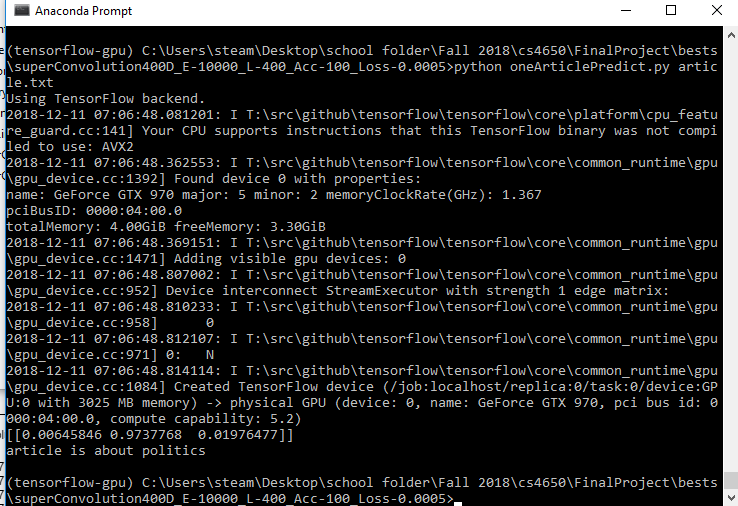 Anaconda Prompt
(tensorflow-gpu) C:\Users\steam\Desktop\school folder\Fall 2018\cs4650\FinalProject\bests
\superConvolution400D_E-10000_L-400_Acc-100_Loss-0.0005>python oneArticlePredict.py artic
le.txt
Using TensorFlow backend.
2018-12-11 07:06:48.081201: I T:\src\github\tensorflow\tensorflow\core\platform\cpu_featu
re_guard.cc:141] Your CPU supports instructions that this TensorFlow binary was not compi
led to use: AVX2
2018-12-11 07:06:48.362553: I T:\src\github\tensorflow\tensorflow\core\common_runtime\gpu
\gpu_device.cc:1392] Found device 0 with properties:
name: GeForce GTX 970 major: 5 minor: 2 memoryClockRate(GHz): 1.367
pciBusID: 0000:04:00.0
totalMemory: 4.00GiB freeMemory: 3.30GiB
2018-12-11 07:06:48.369151: I T:\src\github\tensorflow\tensorflow\core\common_runtime\gpu
\gpu_device.cc:1471] Adding visible gpu devices: 0
2018-12-11 07:06:48.807002: I T:\src\github\tensorflow\tensorflow\core\common_runtime\gpu
\gpu_device.cc:952] Device interconnect StreamExecutor with strength 1 edge matrix:
2018-12-11 07:06:48.810233: I T:\src\github\tensorflow\tensorflow\core\common_runtime\gpu
\gpu_device.cc:958]      0
2018-12-11 07:06:48.812107: I T:\src\github\tensorflow\tensorflow\core\common_runtime\gpu
\gpu_device.cc:971] 0:   N
2018-12-11 07:06:48.814114: I T:\src\github\tensorflow\tensorflow\core\common_runtime\gpu
\gpu_device.cc:1084] Created TensorFlow device (/job:localhost/replica:0/task:0/device:GP
U:0 with 3025 MB memory) -> physical GPU (device: 0, name: GeForce GTX 970, pci bus id: 0
000:04:00.0, compute capability: 5.2)
[[0.00645846 0.9737768  0.01976477]]
article is about politics
(tensorflow-gpu) C:\Users\steam\Desktop\school folder\Fall 2018\cs4650\FinalProject\bests
\superConvolution400D_E-10000_L-400_Acc-100_Loss-0.0005>